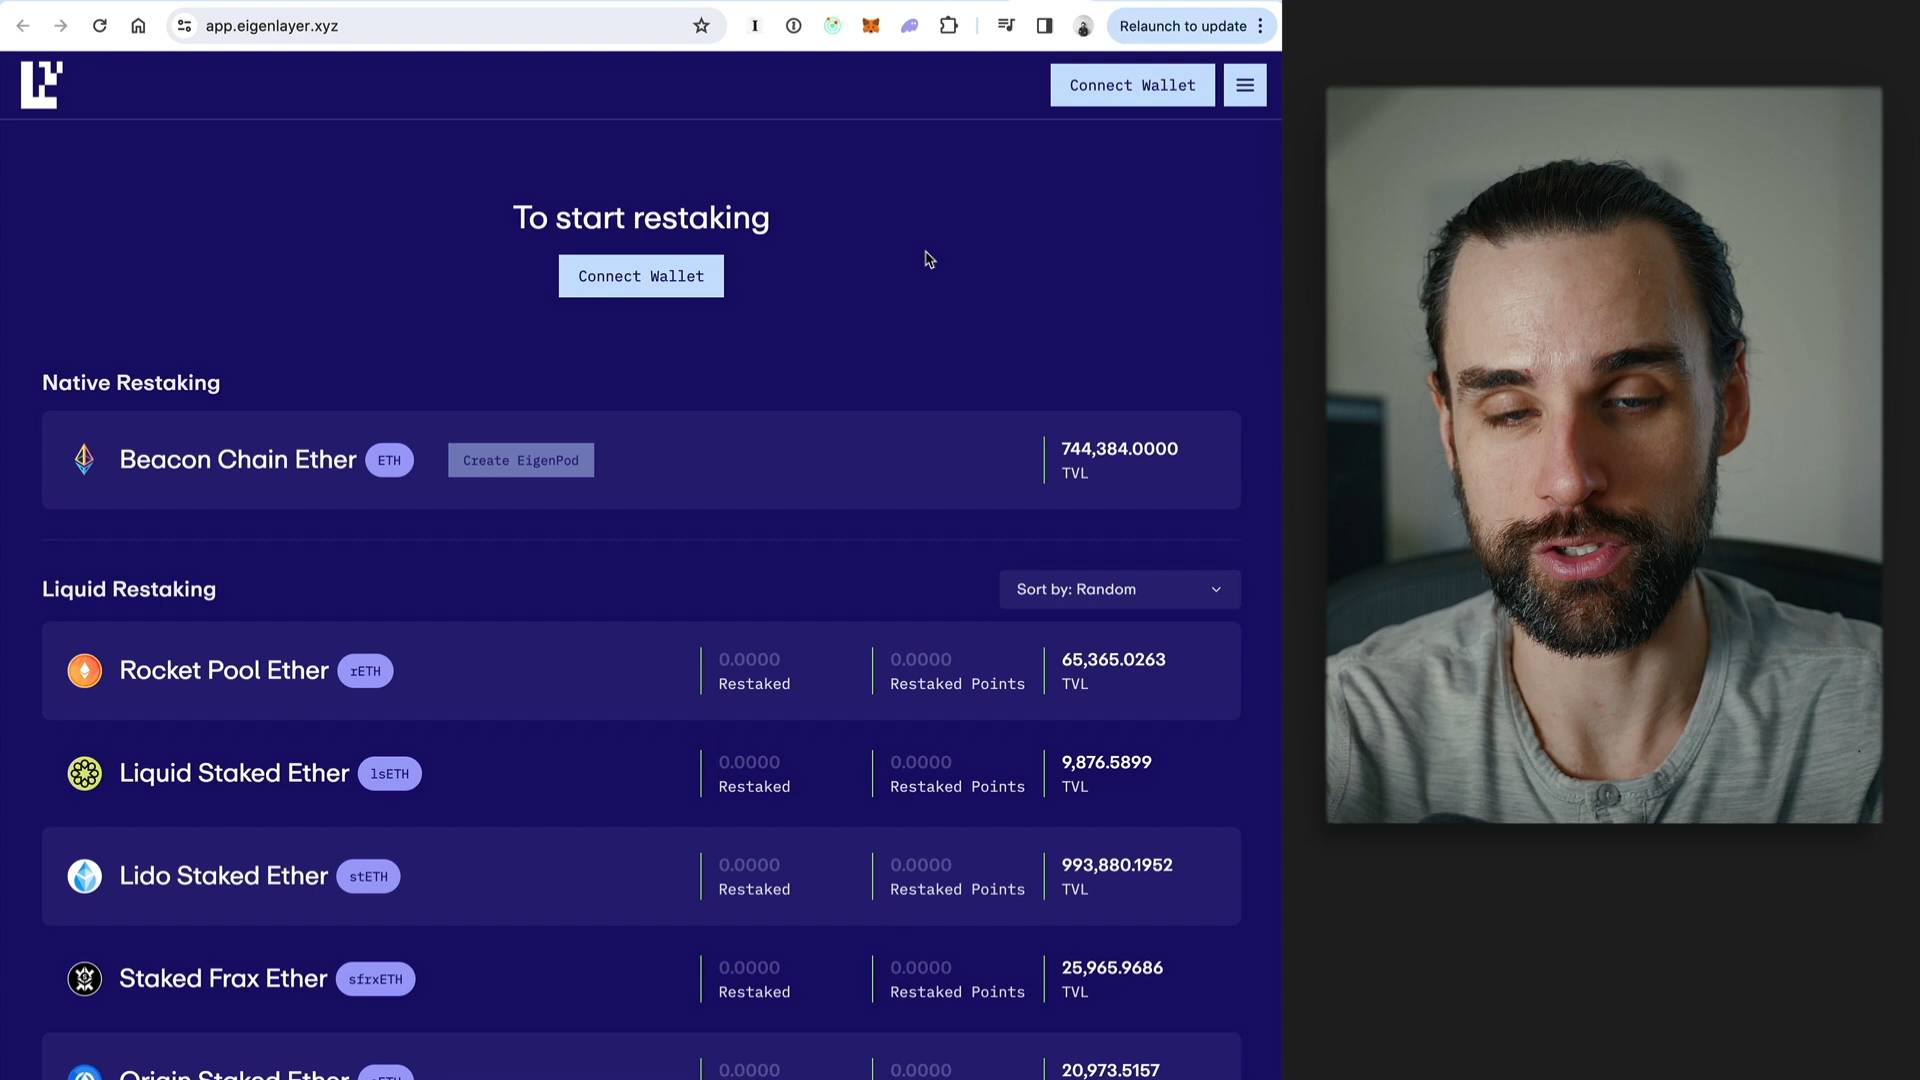 app.eigenlayer.xyz
Relaunch to update
Connect Wallet
To start restaking
Connect Wallet
Native Restaking
Beacon Chain Ether ETH Create EigenPod 744,384.0000
TVL
Liquid Restaking Sort by: Random
Rocket Pool Ether rETH 0.0000 0.0000 65,365.0263
Restaked Restaked Points TVL
Liquid Staked Ether lsETH 0.0000 0.0000 9,876.5899
Restaked Restaked Points TVL
Lido Staked Ether stETH 0.0000 0.0000 993,880.1952
Restaked Restaked Points TVL
Staked Frax Ether sfrxETH 0.0000 0.0000 25,965.9686
Restaked Restaked Points TVL
Origin Staked Ether 0.0000 0.0000 20,973.5157